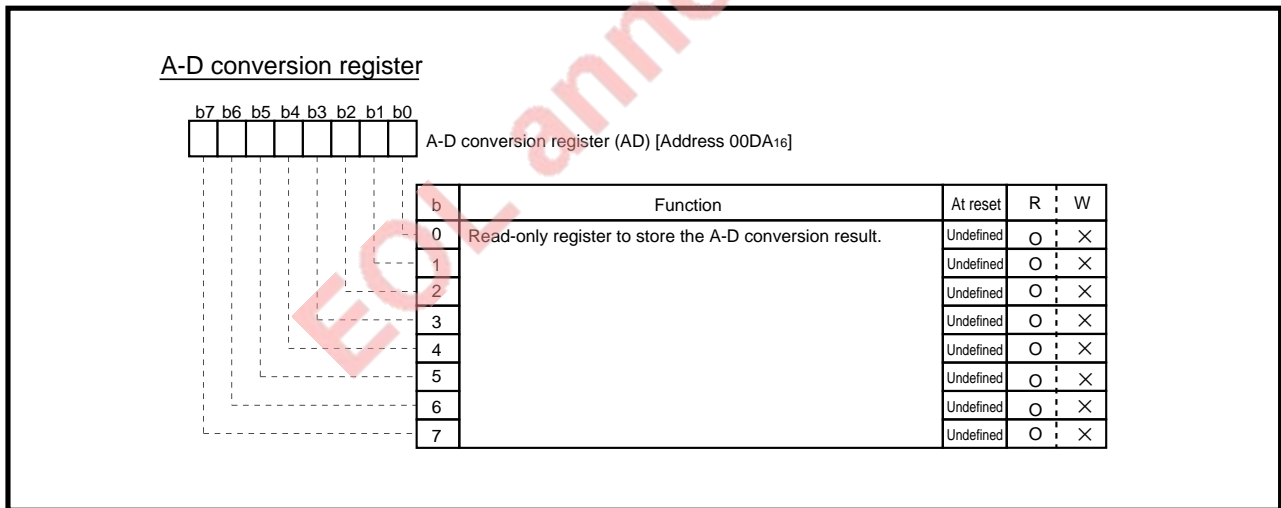 A-D conversion register
b7 b6 b5 b4 b3 b2 b1 b0
A-D conversion register (AD) [Address 00DA16]
b Function At reset R W
0 Read-only register to store the A-D conversion result. Undefined O ×
1 Undefined O ×
2 Undefined O ×
3 Undefined O ×
4 Undefined O ×
5 Undefined O ×
6 Undefined O ×
7 Undefined O ×
EOL anno